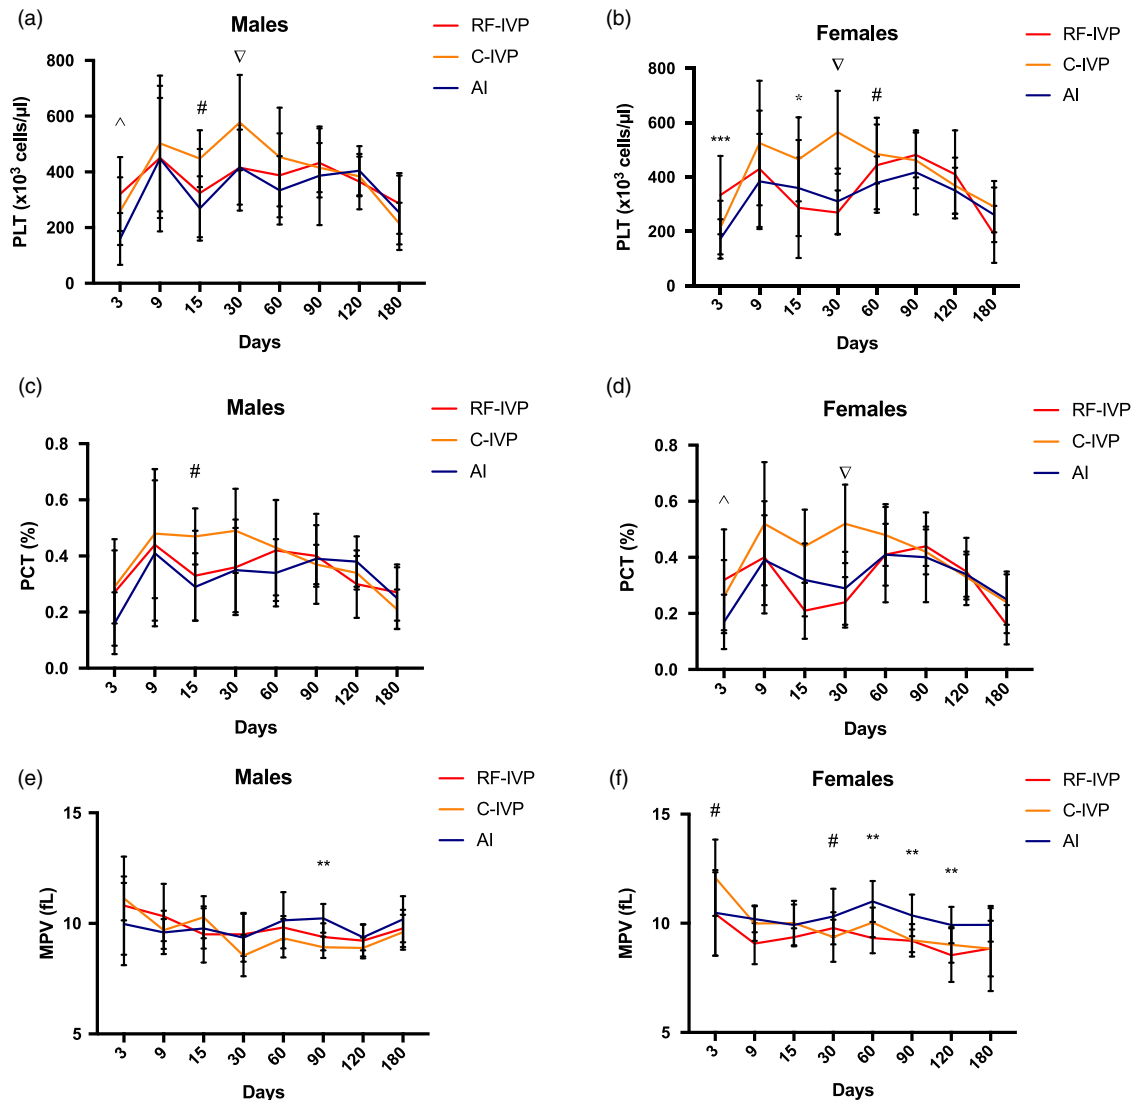 (a)
Males
RF-IVP
C-IVP
AI
PLT (x10³ cells/µl)
800
600
400
200
0
^
#
∇
3 9 15 30 60 90 120 180
Days
(b)
Females
RF-IVP
C-IVP
AI
PLT (x10³ cells/µl)
800
600
400
200
0
***
*
∇
#
3 9 15 30 60 90 120 180
Days
(c)
Males
RF-IVP
C-IVP
AI
PCT (%)
0.8
0.6
0.4
0.2
0.0
#
3 9 15 30 60 90 120 180
Days
(d)
Females
RF-IVP
C-IVP
AI
PCT (%)
0.8
0.6
0.4
0.2
0.0
^
∇
3 9 15 30 60 90 120 180
Days
(e)
Males
RF-IVP
C-IVP
AI
MPV (fL)
15
10
5
**
3 9 15 30 60 90 120 180
Days
(f)
Females
RF-IVP
C-IVP
AI
MPV (fL)
15
10
5
#
#
**
**
**
3 9 15 30 60 90 120 180
Days